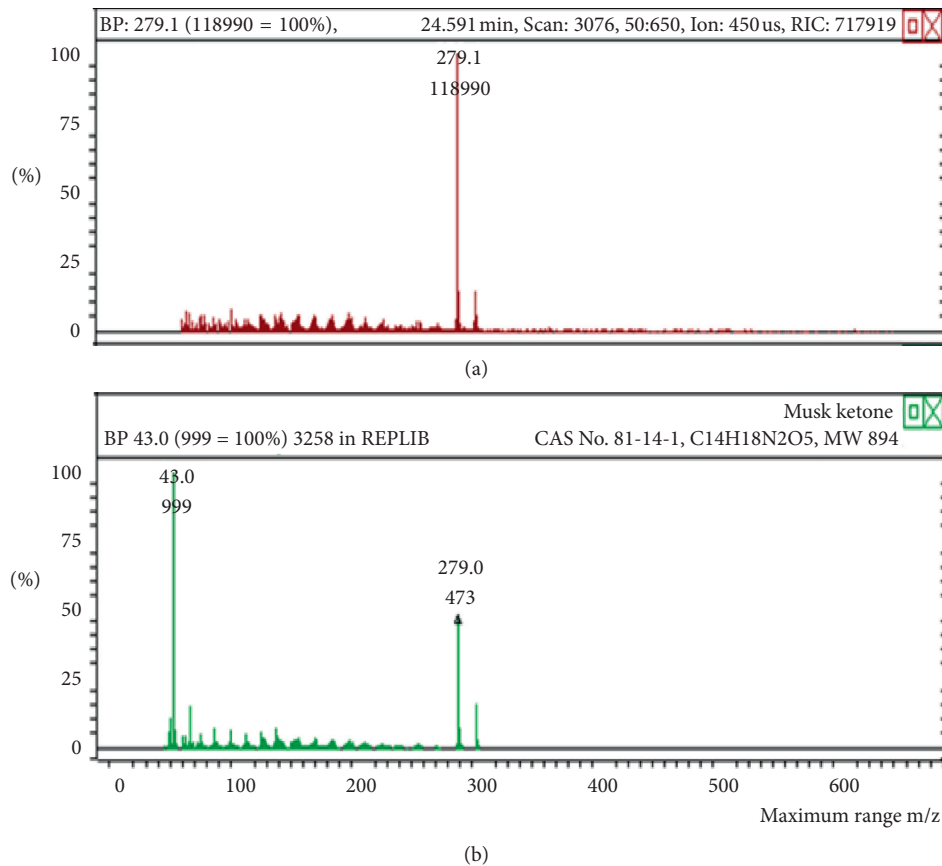 BP: 279.1 (118990 = 100%), 24.591 min, Scan: 3076, 50:650, Ion: 450 us, RIC: 717919
100
279.1
118990
75
(%)
50
25
0
(a)
Musk ketone
BP 43.0 (999 = 100%) 3258 in REPLIB CAS No. 81-14-1, C14H18N2O5, MW 894
100
43.0
999
75
(%)
279.0
473
50
25
0
0 100 200 300 400 500 600
Maximum range m/z
(b)